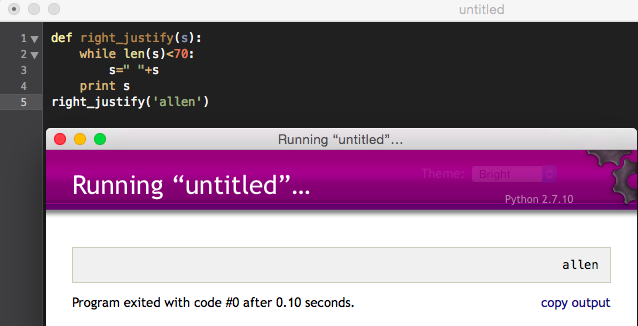 untitled
1 def right_justify(s):
2     while len(s)<70:
3         s=" "+s
4     print s
5 right_justify('allen')
Running “untitled”...
Theme: Bright
Running “untitled”...
Python 2.7.10
allen
Program exited with code #0 after 0.10 seconds. copy output